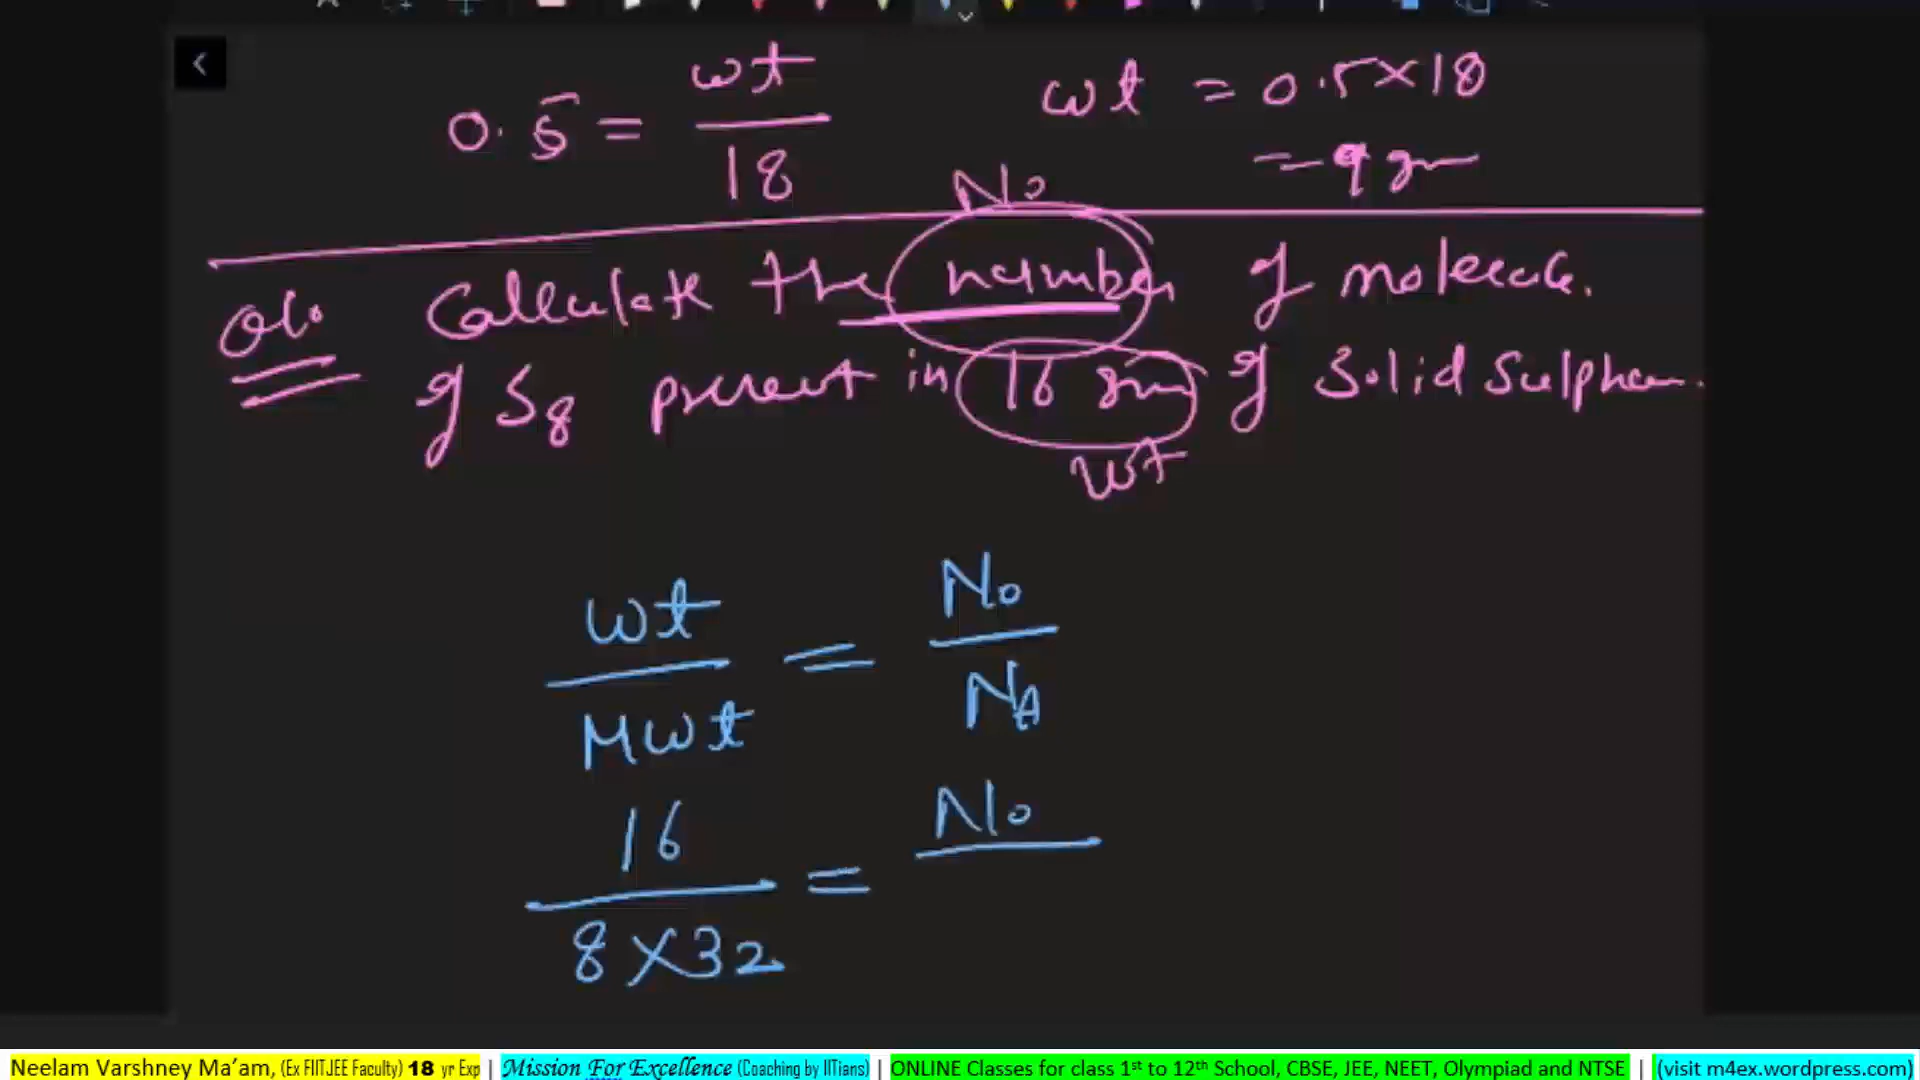 0.5 = wt / 18
wt = 0.5 × 18
= 9 gm
No
Q6. Calculate the number of molecule.
of S8 present in 16 gm of Solid Sulphur.
wt
wt / Mwt = No / NA
16 / 8×32 = No
Neelam Varshney Ma’am, (Ex FIITJEE Faculty) 18 yr Exp | Mission For Excellence (Coaching by IITians) | ONLINE Classes for class 1st to 12th School, CBSE, JEE, NEET, Olympiad and NTSE | (visit m4ex.wordpress.com)